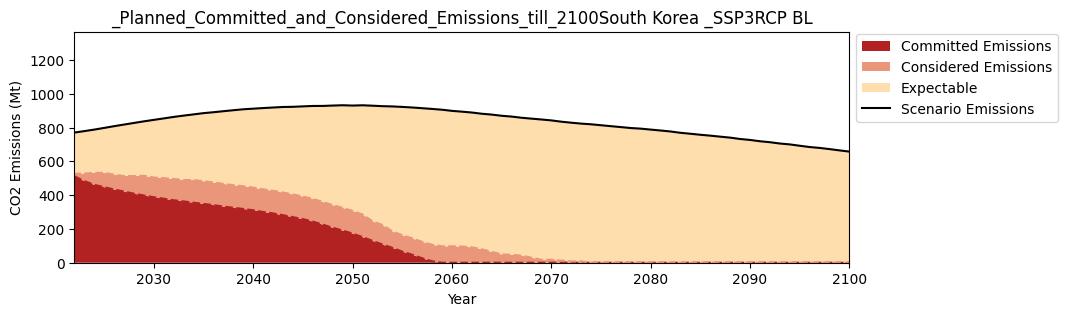 _Planned_Committed_and_Considered_Emissions_till_2100South Korea _SSP3RCP BL
1200
1000
800
600
400
200
0
CO2 Emissions (Mt)
2030 2040 2050 2060 2070 2080 2090 2100
Year
Committed Emissions
Considered Emissions
Expectable
Scenario Emissions